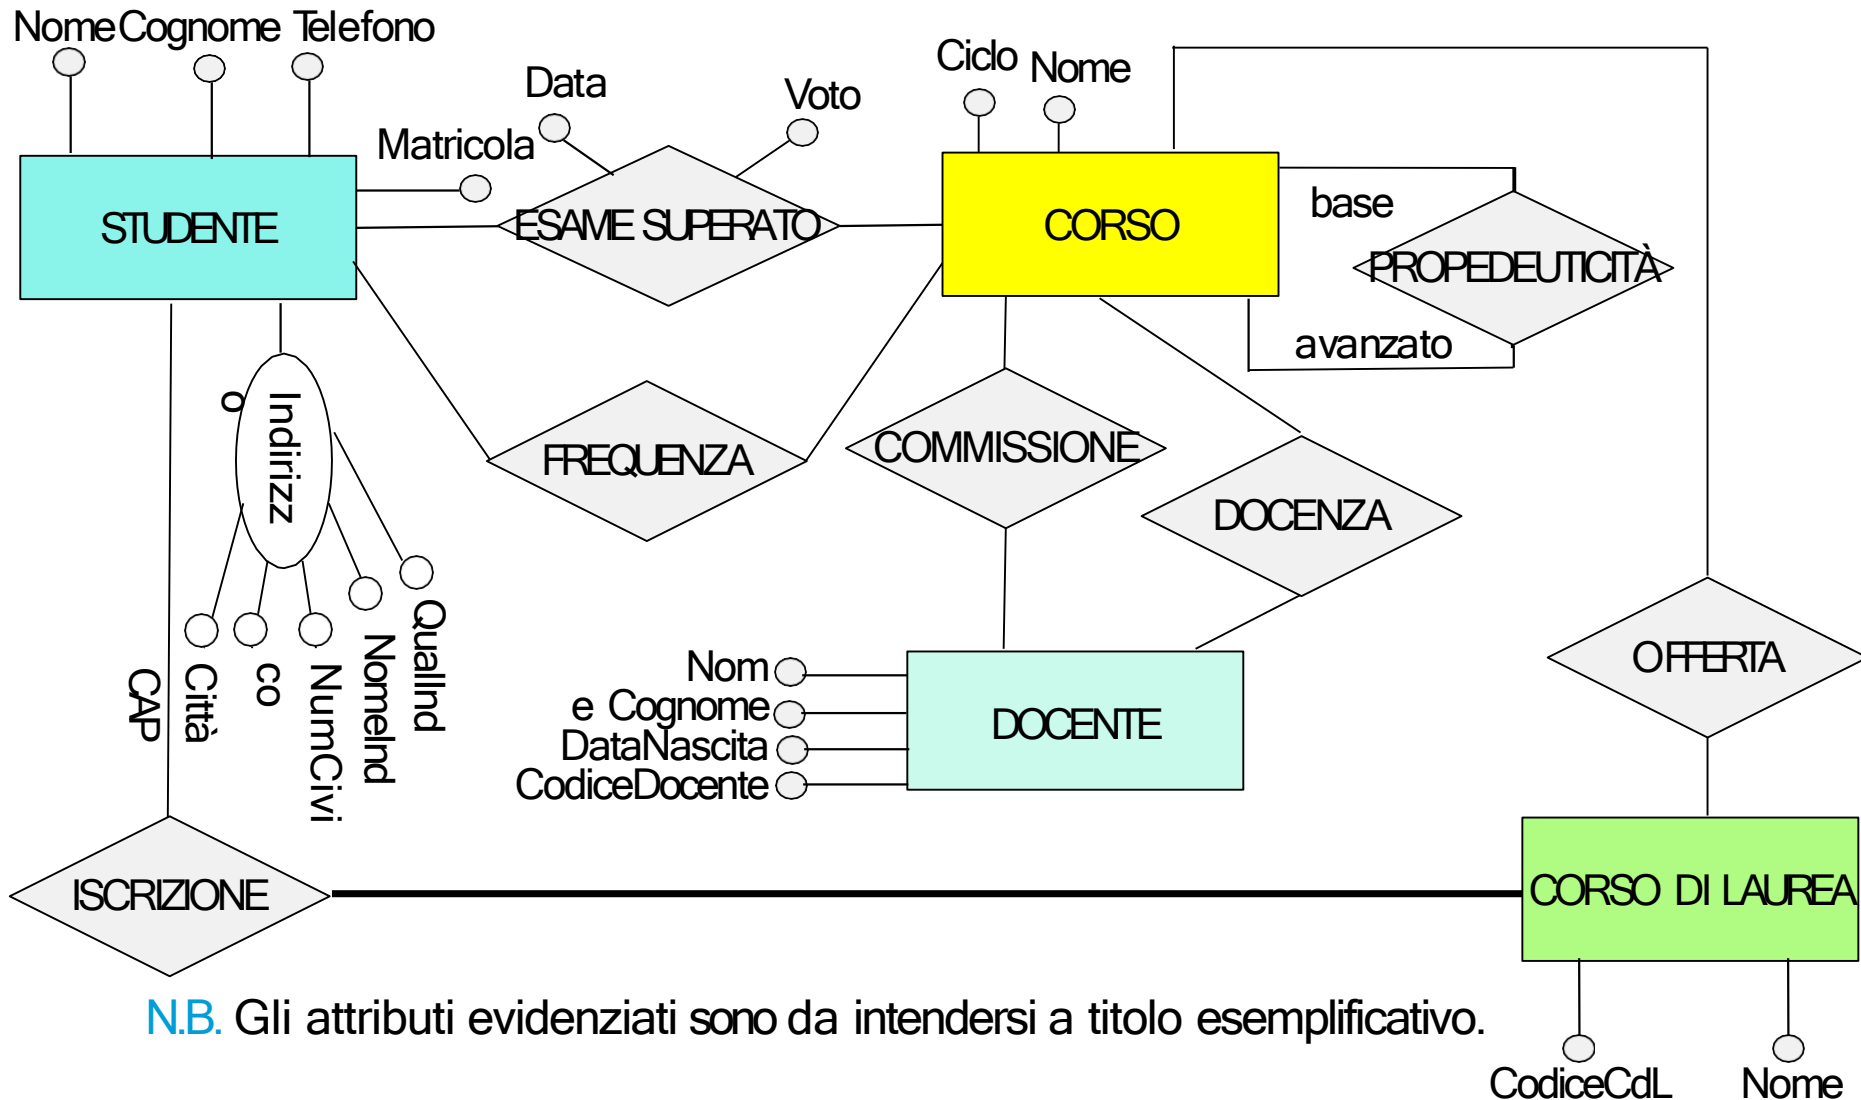 Nome Cognome Telefono
Ciclo
Nome
Data
Voto
Matricola
STUDENTE
ESAME SUPERATO
CORSO
base
PROPEDEUTICITÀ
avanzato
Indirizz
o
FREQUENZA
COMMISSIONE
DOCENZA
QualInd
NomeInd
NumCivi
co
Città
CAP
Nom
e Cognome
DataNascita
CodiceDocente
DOCENTE
OFFERTA
ISCRIZIONE
CORSO DI LAUREA
N.B. Gli attributi evidenziati sono da intendersi a titolo esemplificativo.
CodiceCdL
Nome